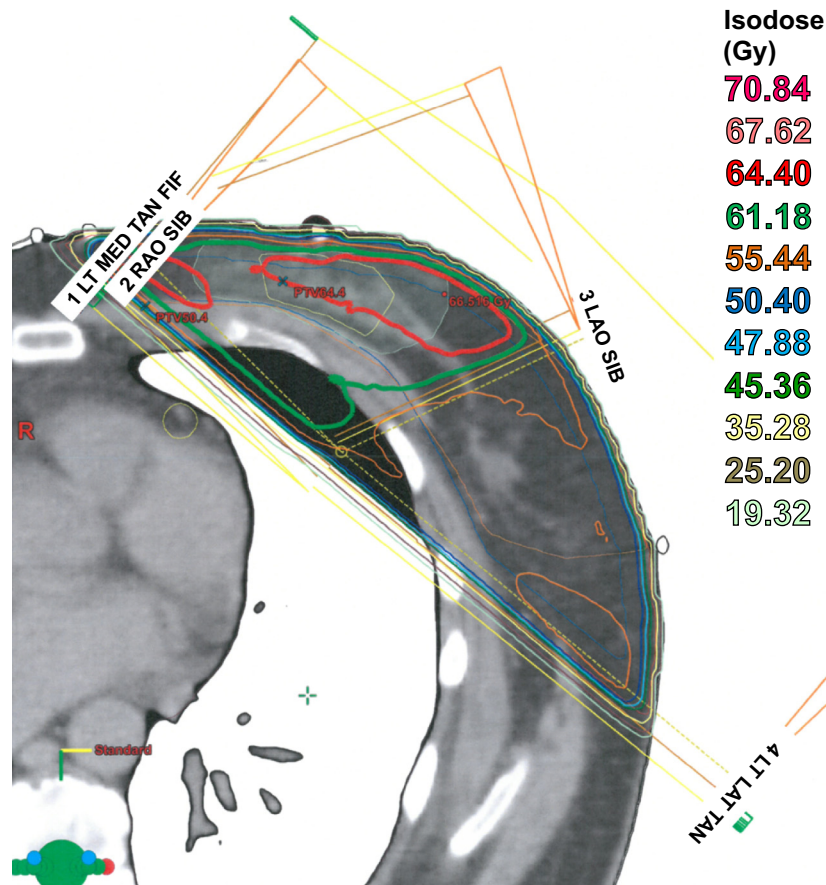 Isodose
(Gy)
70.84
67.62
64.40
61.18
55.44
50.40
47.88
45.36
35.28
25.20
19.32
1 LT MED TAN FIF
2 RAO SIB
3 LAO SIB
4 LT LAT TAN
PTV64.4
66.516 Gy
PTV50.4
R
Standard